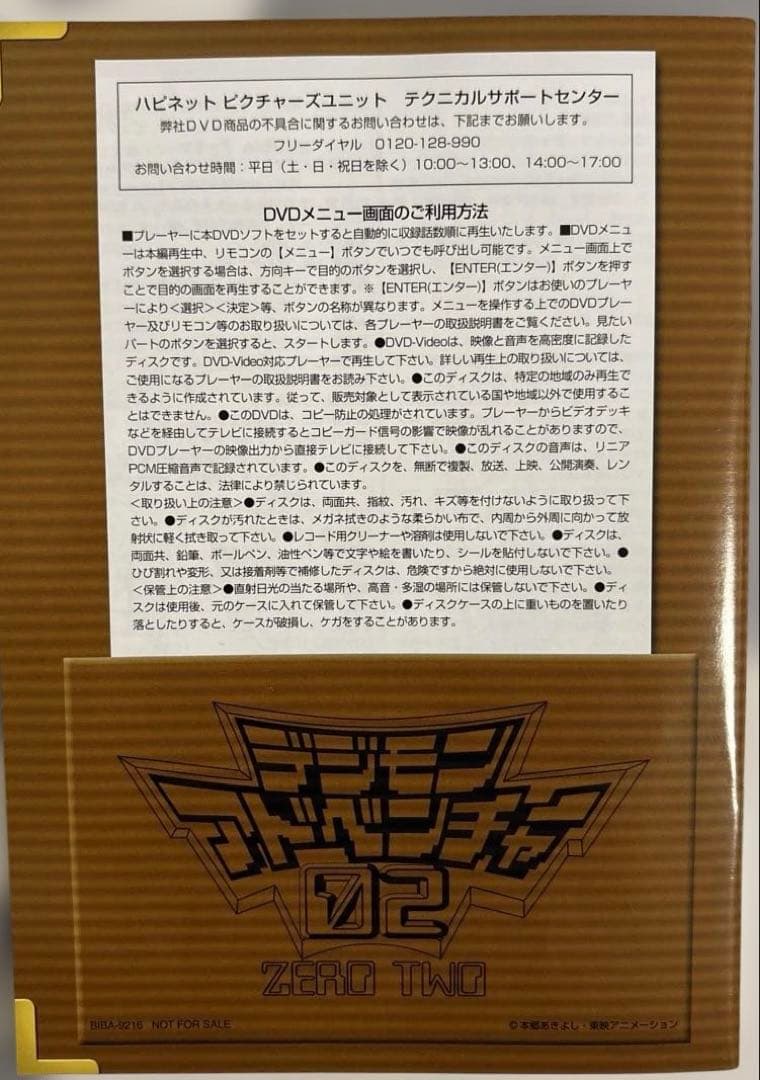 ハピネット ピクチャーズユニット　テクニカルサポートセンター
弊社DVD商品の不具合に関するお問い合わせは、下記までお願いします。
フリーダイヤル　0120-128-990
お問い合わせ時間：平日（土・日・祝日を除く）10:00〜13:00、14:00〜17:00
DVDメニュー画面のご利用方法
■プレーヤーに本DVDソフトをセットすると自動的に収録話数順に再生いたします。■DVDメニュ
ーは本編再生中、リモコンの【メニュー】ボタンでいつでも呼び出し可能です。メニュー画面上で
ボタンを選択する場合は、方向キーで目的のボタンを選択し、【ENTER(エンター)】ボタンを押す
ことで目的の画面を再生することができます。※【ENTER(エンター)】ボタンはお使いのプレーヤ
ーにより＜選択＞＜決定＞等、ボタンの名称が異なります。メニューを操作する上でのDVDプレー
ヤー及びリモコン等のお取り扱いについては、各プレーヤーの取扱説明書をご覧ください。見たい
パートのボタンを選択すると、スタートします。●DVD-Videoは、映像と音声を高密度に記録した
ディスクです。DVD-Video対応プレーヤーで再生して下さい。詳しい再生上の取り扱いについては、
ご使用になるプレーヤーの取扱説明書をお読み下さい。●このディスクは、特定の地域のみ再生で
きるように作成されています。従って、販売対象として表示されている国や地域以外で使用するこ
とはできません。●このDVDは、コピー防止の処理がされています。プレーヤーからビデオデッキ
などを経由してテレビに接続するとコピーガード信号の影響で映像が乱れることがありますので、
DVDプレーヤーの映像出力から直接テレビに接続して下さい。●このディスクの音声は、リニア
PCM圧縮音声で記録されています。●このディスクを、無断で複製、放送、上映、公開演奏、レン
タルすることは、法律により禁じられています。
＜取り扱い上の注意＞●ディスクは、両面共、指紋、汚れ、キズ等を付けないように取り扱って下
さい。●ディスクが汚れたときは、メガネ拭きのような柔らかい布で、内周から外周に向かって放
射状に軽く拭き取って下さい。●レコード用クリーナーや溶剤は使用しないで下さい。●ディスクは、
両面共、鉛筆、ボールペン、油性ペン等で文字や絵を書いたり、シールを貼付しないで下さい。●
ひび割れや変形、又は接着剤等で補修したディスクは、危険ですから絶対に使用しないで下さい。
＜保管上の注意＞●直射日光の当たる場所や、高音・多湿の場所には保管しないで下さい。●ディ
スクは使用後、元のケースに入れて保管して下さい。●ディスクケースの上に重いものを置いたり
落としたりすると、ケースが破損し、ケガをすることがあります。
デジモン
アドベンチャー
02
ZERO TWO
BIBA-9216　NOT FOR SALE
©本郷あきよし・東映アニメーション